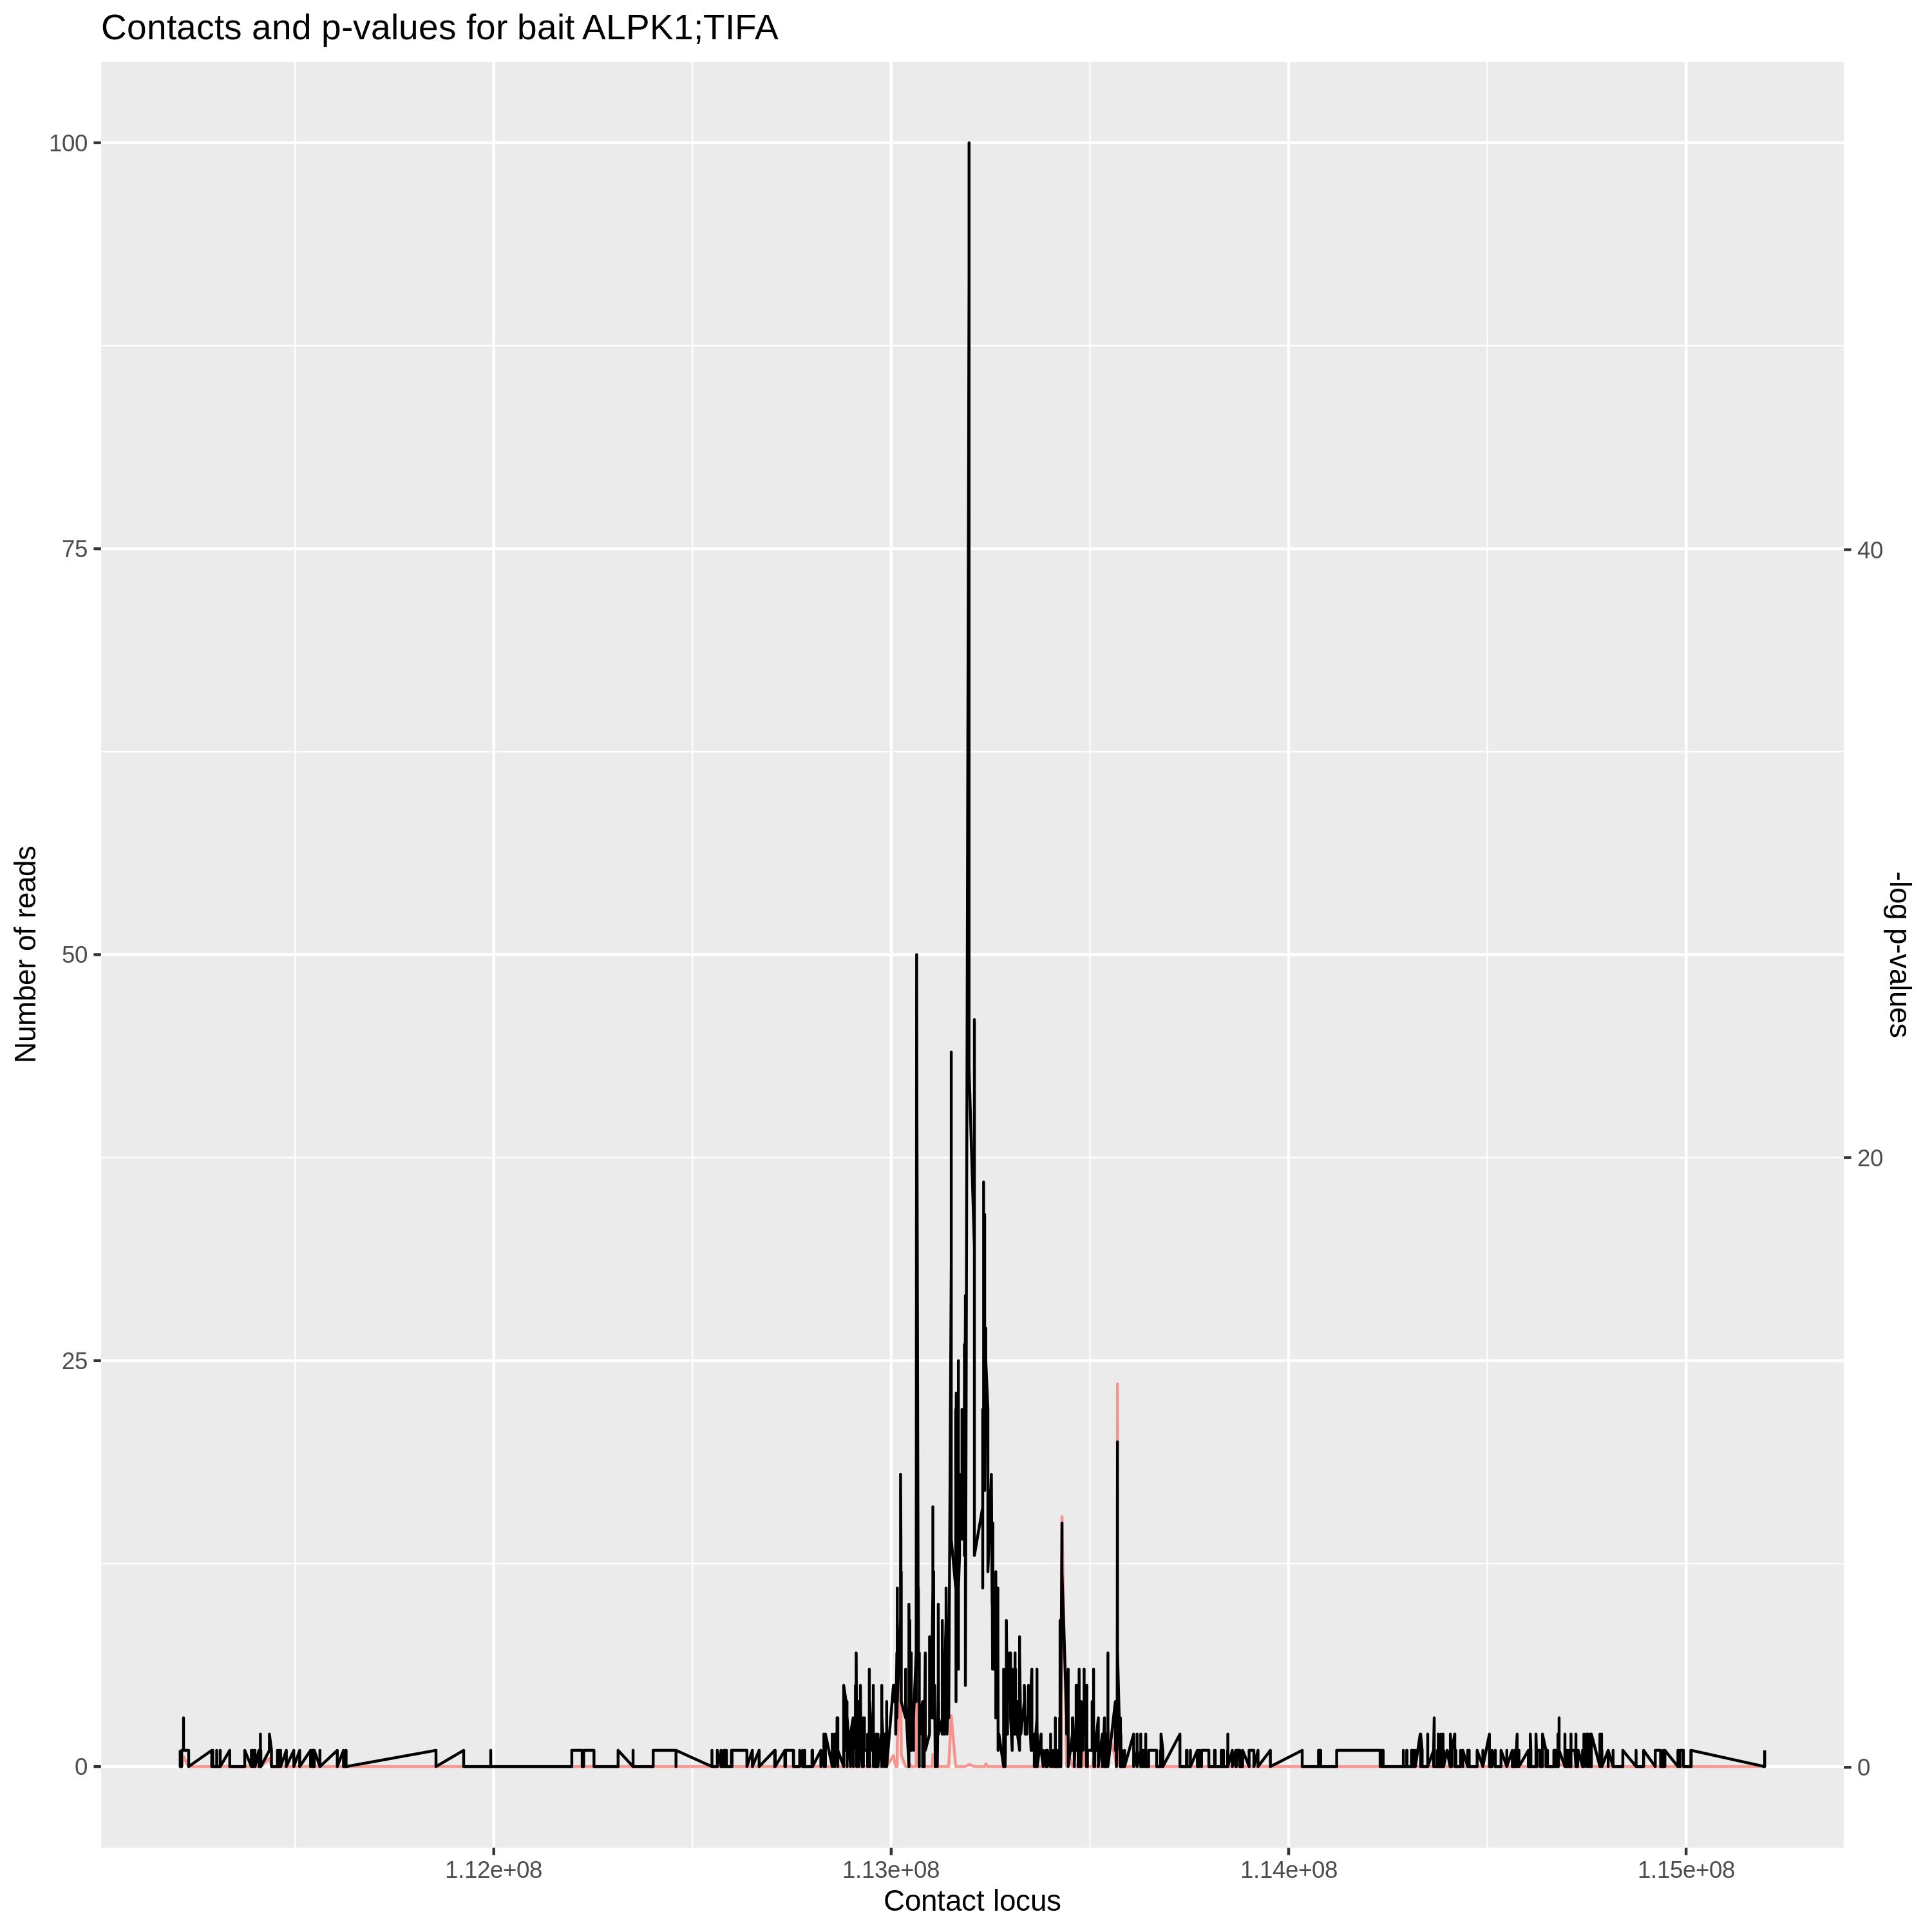 Contacts and p-values for bait ALPK1;TIFA
100
75
50
25
0
Number of reads
40
20
0
-log p-values
1.12e+08
1.13e+08
1.14e+08
1.15e+08
Contact locus